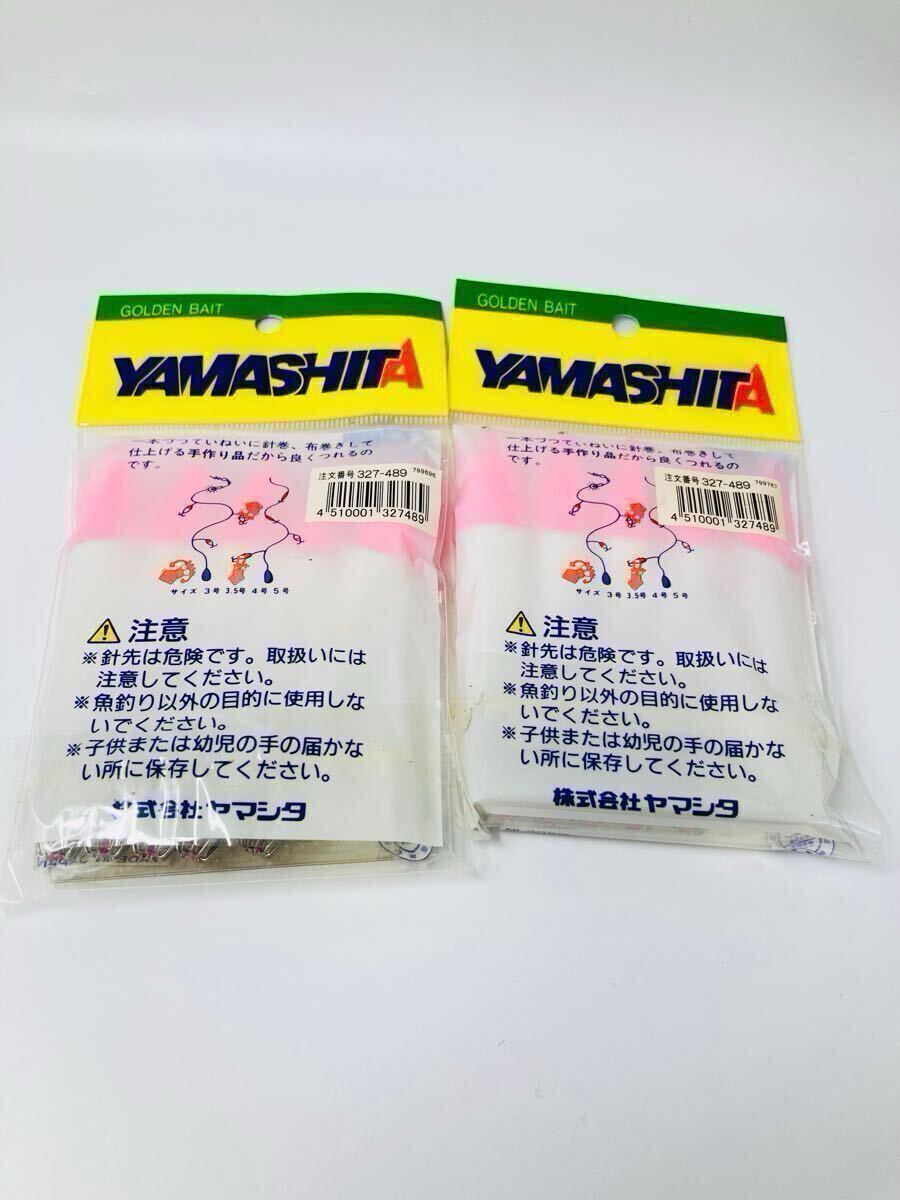 GOLDEN BAIT
YAMASHITA
一本づつていねいに針巻、布巻きして
仕上げる手作り品だから良くつれるの
です。
注文番号 327-489 799696
4 510001 327489
サイズ 3号 3.5号 4号 5号
注意
※針先は危険です。取扱いには
注意してください。
※魚釣り以外の目的に使用しな
いでください。
※子供または幼児の手の届かな
い所に保存してください。
株式会社ヤマシタ
GOLDEN BAIT
YAMASHITA
一本づつていねいに針巻、布巻きして
仕上げる手作り品だから良くつれるの
です。
注文番号 327-489 799767
4 510001 327489
サイズ 3号 3.5号 4号 5号
注意
※針先は危険です。取扱いには
注意してください。
※魚釣り以外の目的に使用しな
いでください。
※子供または幼児の手の届かな
い所に保存してください。
株式会社ヤマシタ